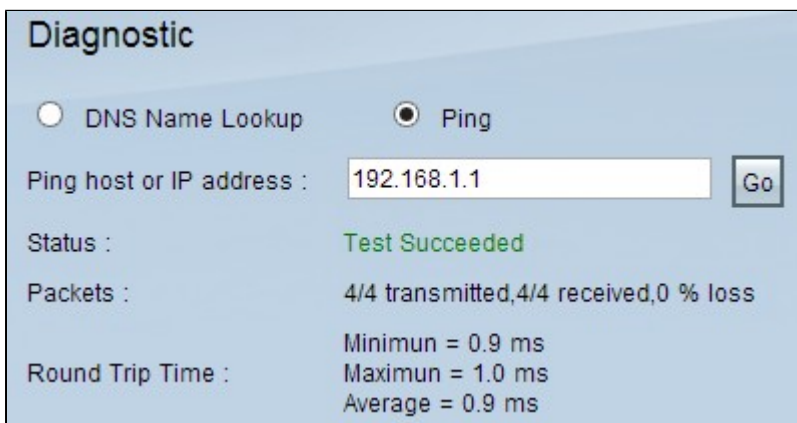 Diagnostic
DNS Name Lookup Ping
Ping host or IP address : 192.168.1.1 Go
Status : Test Succeeded
Packets : 4/4 transmitted,4/4 received,0 % loss
Round Trip Time : Minimun = 0.9 ms
Maximun = 1.0 ms
Average = 0.9 ms